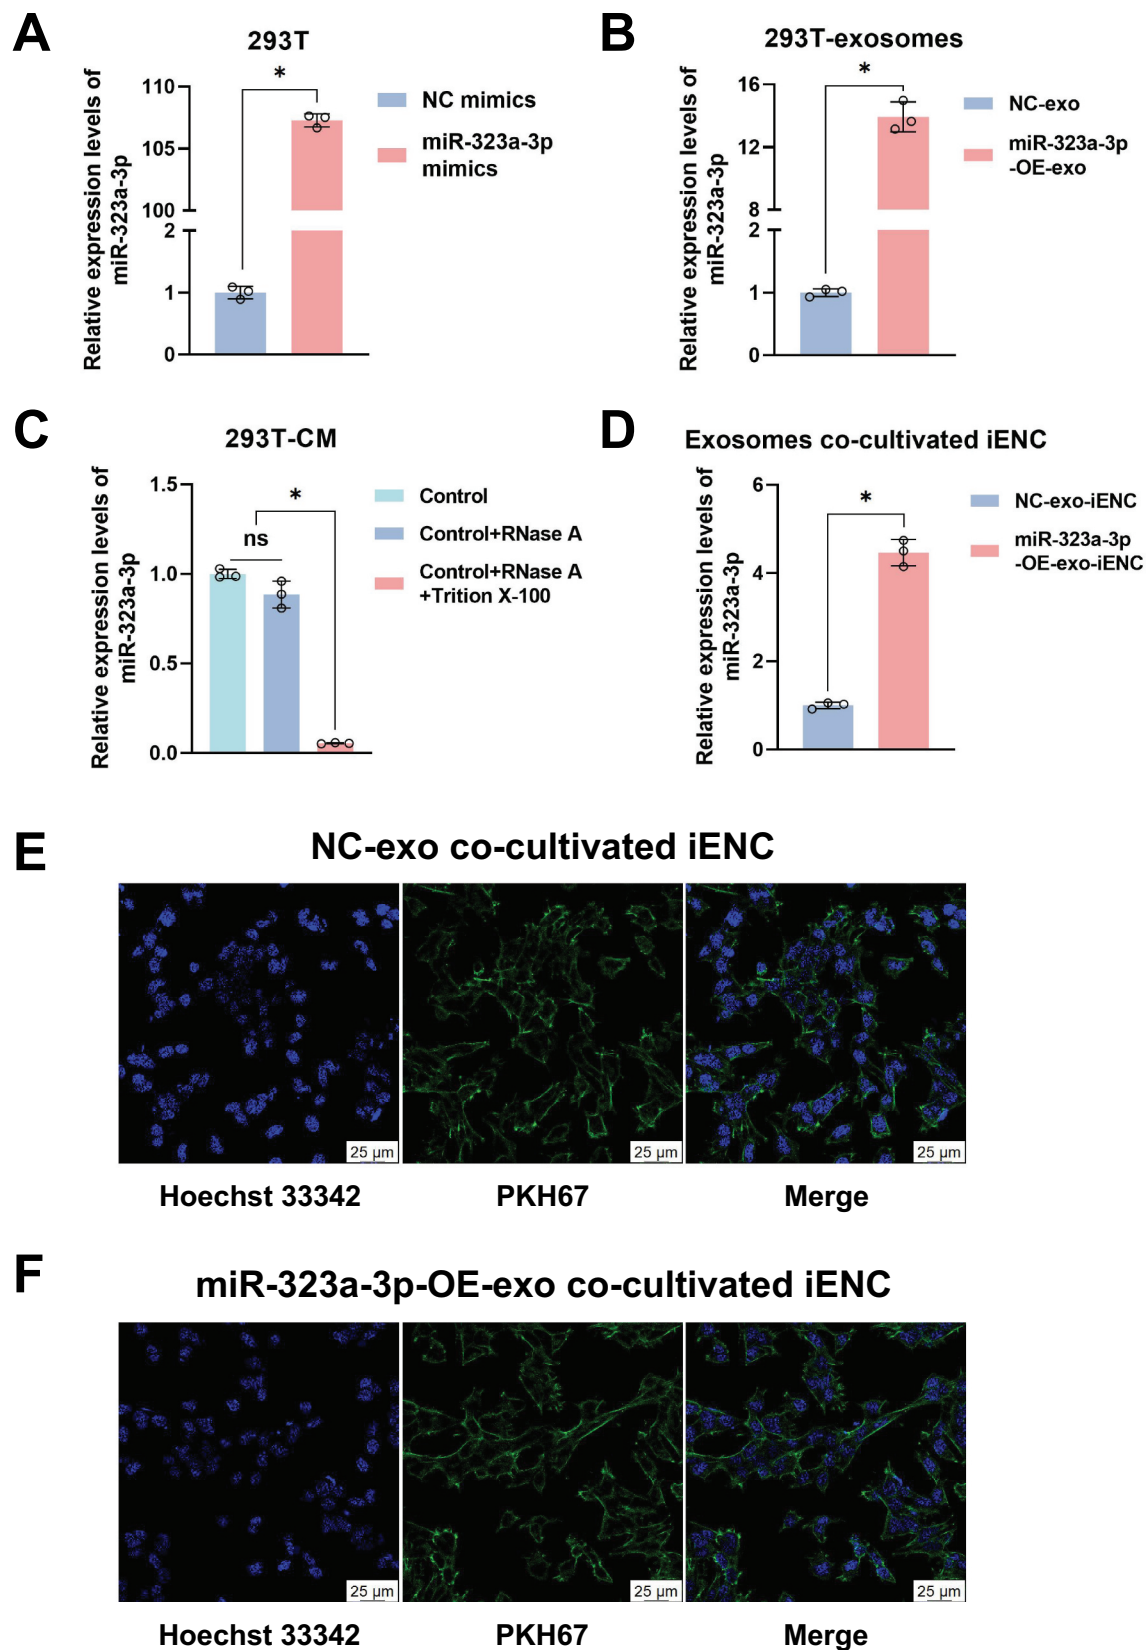 A
293T
*
Relative expression levels of
miR-323a-3p
110
105
100
2
1
0
NC mimics
miR-323a-3p
mimics
B
293T-exosomes
*
Relative expression levels of
miR-323a-3p
16
12
8
2
1
0
NC-exo
miR-323a-3p
-OE-exo
C
293T-CM
*
ns
Relative expression levels of
miR-323a-3p
1.5
1.0
0.5
0.0
Control
Control+RNase A
Control+RNase A
+Trition X-100
D
Exosomes co-cultivated iENC
*
Relative expression levels of
miR-323a-3p
6
4
2
0
NC-exo-iENC
miR-323a-3p
-OE-exo-iENC
E
NC-exo co-cultivated iENC
25 µm
25 µm
25 µm
Hoechst 33342
PKH67
Merge
F
miR-323a-3p-OE-exo co-cultivated iENC
25 µm
25 µm
25 µm
Hoechst 33342
PKH67
Merge